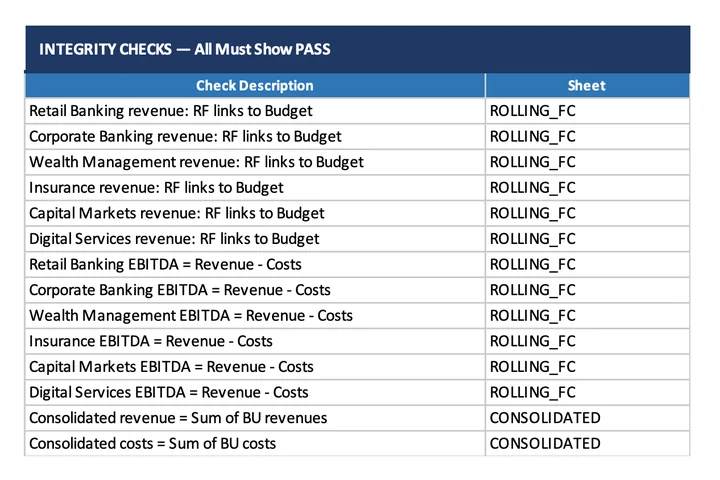 INTEGRITY CHECKS — All Must Show PASS
Check Description Sheet
Retail Banking revenue: RF links to Budget ROLLING_FC
Corporate Banking revenue: RF links to Budget ROLLING_FC
Wealth Management revenue: RF links to Budget ROLLING_FC
Insurance revenue: RF links to Budget ROLLING_FC
Capital Markets revenue: RF links to Budget ROLLING_FC
Digital Services revenue: RF links to Budget ROLLING_FC
Retail Banking EBITDA = Revenue - Costs ROLLING_FC
Corporate Banking EBITDA = Revenue - Costs ROLLING_FC
Wealth Management EBITDA = Revenue - Costs ROLLING_FC
Insurance EBITDA = Revenue - Costs ROLLING_FC
Capital Markets EBITDA = Revenue - Costs ROLLING_FC
Digital Services EBITDA = Revenue - Costs ROLLING_FC
Consolidated revenue = Sum of BU revenues CONSOLIDATED
Consolidated costs = Sum of BU costs CONSOLIDATED